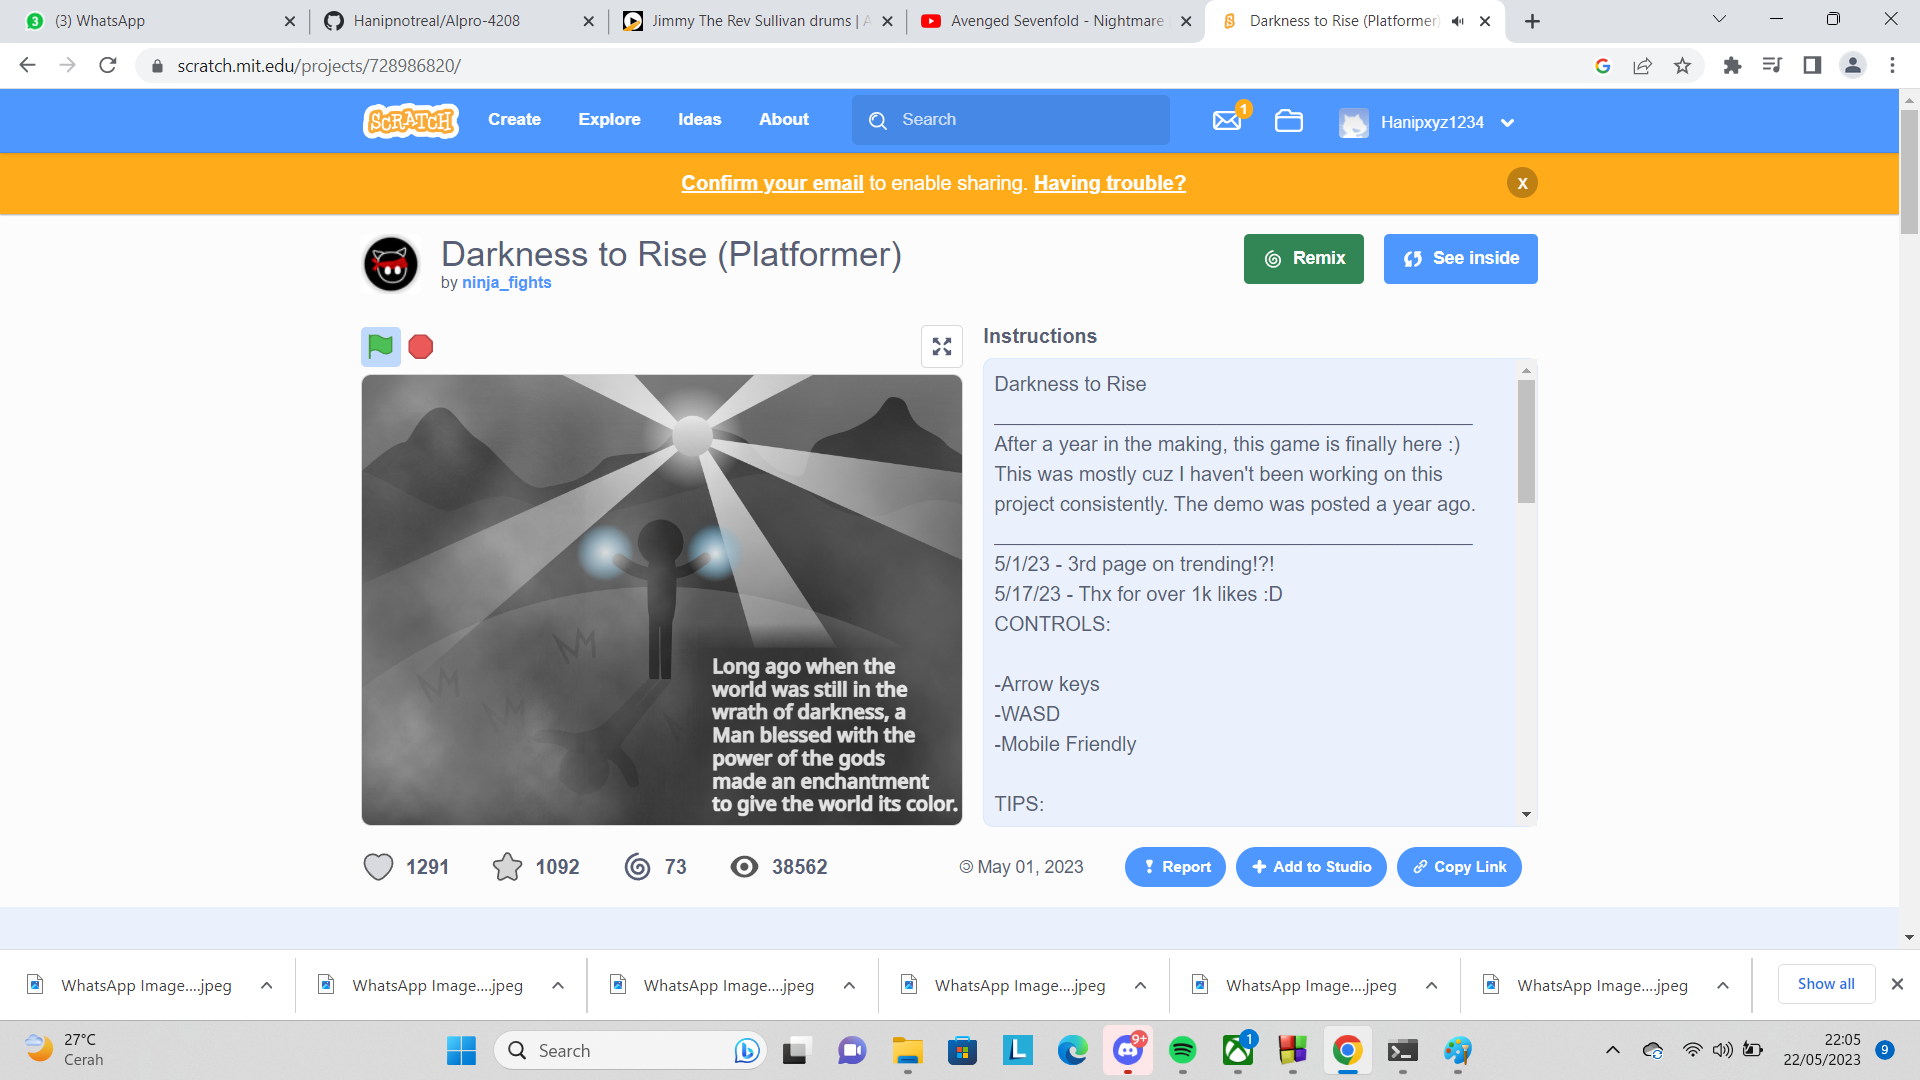 (3) WhatsApp
Hanipnotreal/Alpro-4208
Jimmy The Rev Sullivan drums | A
Avenged Sevenfold - Nightmare
Darkness to Rise (Platformer)
scratch.mit.edu/projects/728986820/
SCRATCH
Create
Explore
Ideas
About
Search
1
Hanipxyz1234
Confirm your email to enable sharing. Having trouble?
X
Darkness to Rise (Platformer)
by ninja_fights
Remix
See inside
Instructions
Darkness to Rise
After a year in the making, this game is finally here :)
This was mostly cuz I haven't been working on this
project consistently. The demo was posted a year ago.
5/1/23 - 3rd page on trending!?!
5/17/23 - Thx for over 1k likes :D
CONTROLS:
-Arrow keys
-WASD
-Mobile Friendly
TIPS:
Long ago when the
world was still in the
wrath of darkness, a
Man blessed with the
power of the gods
made an enchantment
to give the world its color.
1291
1092
73
38562
May 01, 2023
Report
Add to Studio
Copy Link
WhatsApp Image....jpeg
WhatsApp Image....jpeg
WhatsApp Image....jpeg
WhatsApp Image....jpeg
WhatsApp Image....jpeg
WhatsApp Image....jpeg
Show all
27°C
Cerah
Search
9+
1
22:05
22/05/2023
9